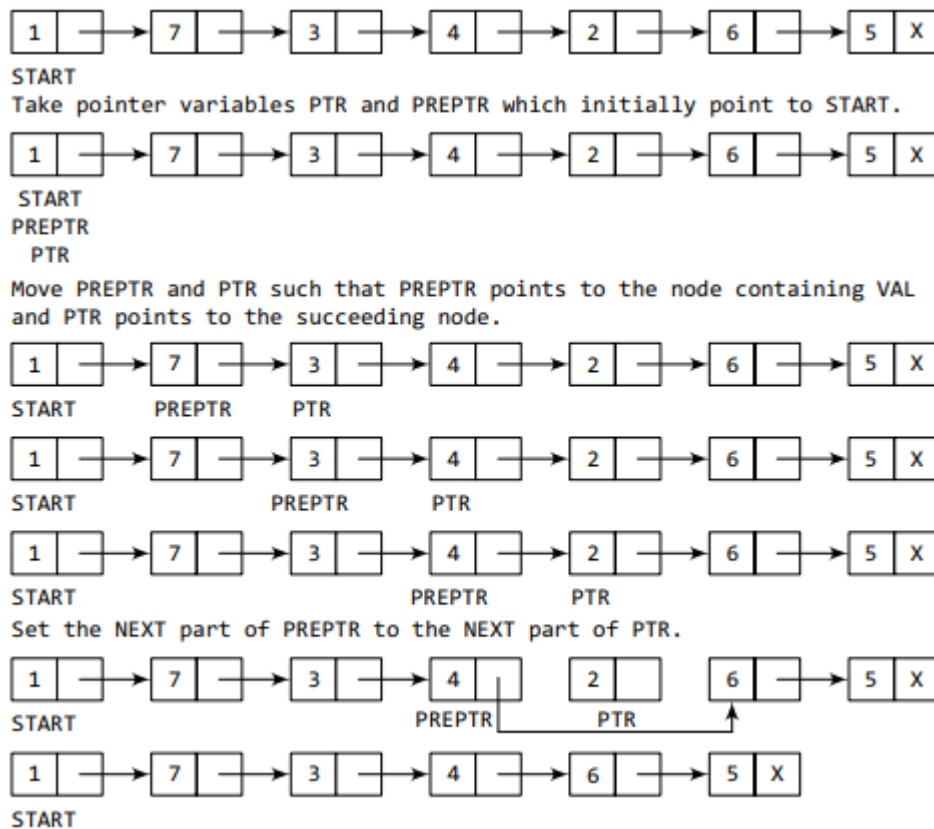 1 7 3 4 2 6 5 X
START
Take pointer variables PTR and PREPTR which initially point to START.
1 7 3 4 2 6 5 X
START
PREPTR
PTR
Move PREPTR and PTR such that PREPTR points to the node containing VAL
and PTR points to the succeeding node.
1 7 3 4 2 6 5 X
START PREPTR PTR
1 7 3 4 2 6 5 X
START PREPTR PTR
1 7 3 4 2 6 5 X
START PREPTR PTR
Set the NEXT part of PREPTR to the NEXT part of PTR.
1 7 3 4 2 6 5 X
START PREPTR PTR
1 7 3 4 6 5 X
START